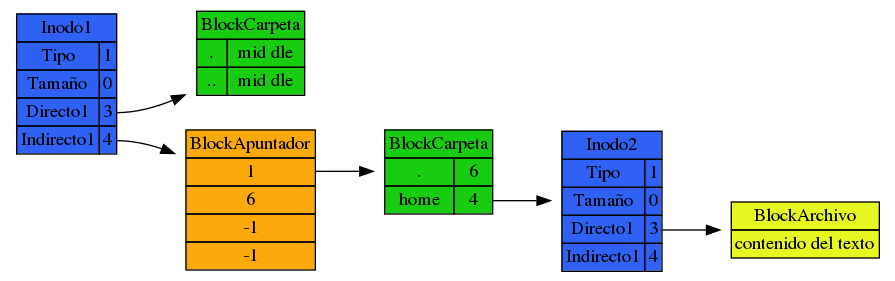 Inodo1
Tipo 1
Tamaño 0
Directo1 3
Indirecto1 4
BlockCarpeta
. mid dle
.. mid dle
BlockApuntador
1
6
-1
-1
BlockCarpeta
. 6
home 4
Inodo2
Tipo 1
Tamaño 0
Directo1 3
Indirecto1 4
BlockArchivo
contenido del texto